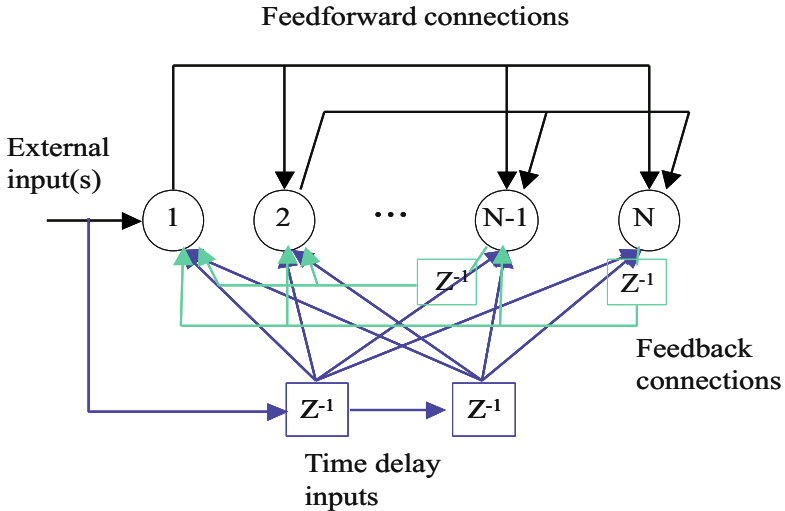 Feedforward connections
External
input(s)
1
2
...
N-1
N
Z-1
Z-1
Feedback
connections
Z-1
Z-1
Time delay
inputs